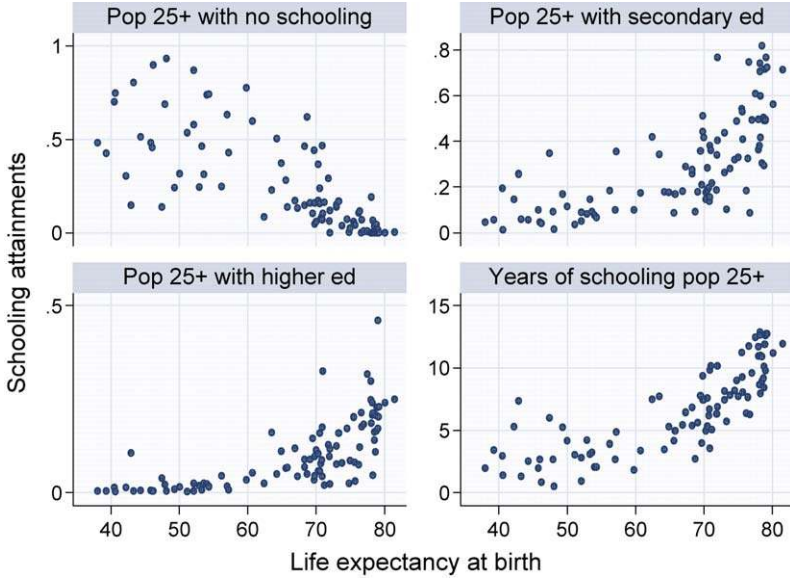 Pop 25+ with no schooling
Pop 25+ with secondary ed
1
.5
0
.8
.6
.4
.2
0
Pop 25+ with higher ed
Years of schooling pop 25+
.5
0
15
10
5
0
40 50 60 70 80
40 50 60 70 80
Schooling attainments
Life expectancy at birth